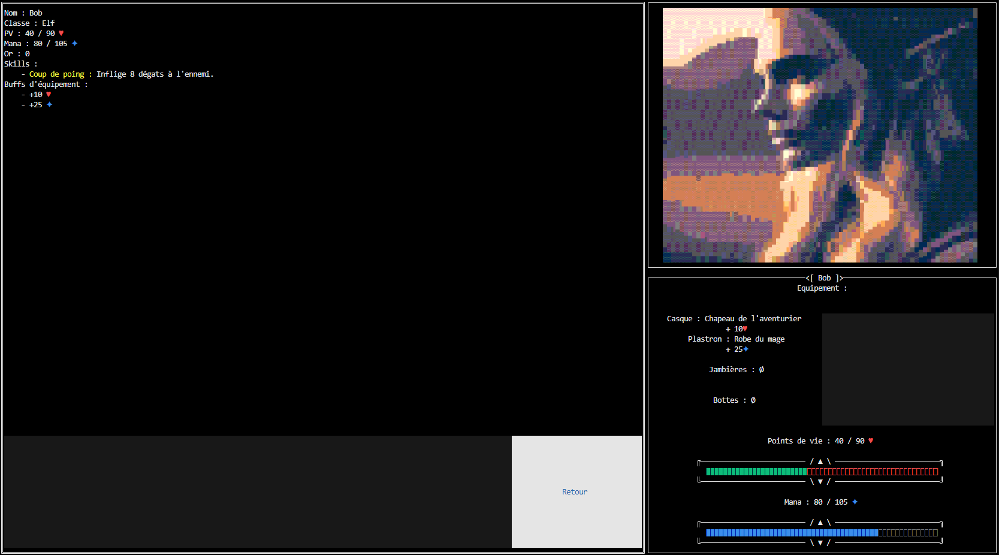 Nom : Bob
Classe : Elf
PV : 40 / 90 ♥
Mana : 80 / 105 ✦
Or : 0
Skills :
- Coup de poing : Inflige 8 dégats à l'ennemi.
Buffs d'équipement :
- +10 ♥
- +25 ✦
Retour
<[ Bob ]>
Equipement :
Casque : Chapeau de l'aventurier
+ 10♥
Plastron : Robe du mage
+ 25✦
Jambières : Ø
Bottes : Ø
Points de vie : 40 / 90 ♥
Mana : 80 / 105 ✦